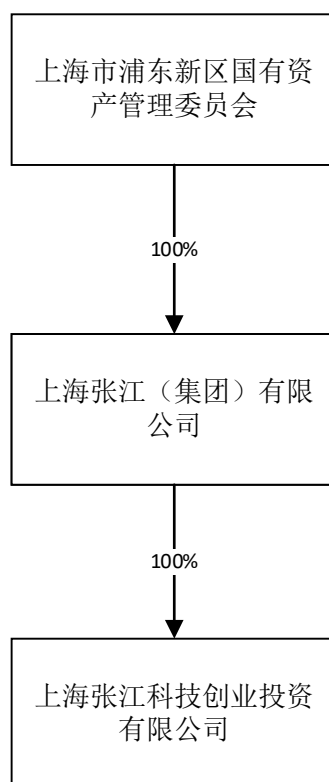 上海市浦东新区国有资
产管理委员会
100%
上海张江（集团）有限
公司
100%
上海张江科技创业投资
有限公司